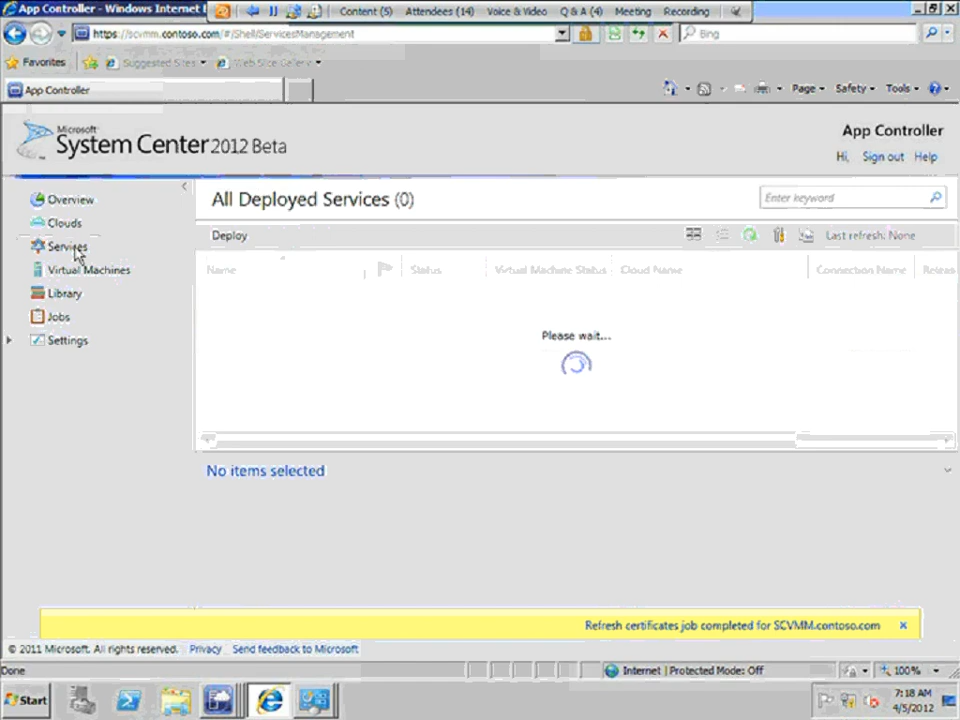 App Controller - Windows Internet
Content (5) Attendees (14) Voice & Video Q & A (4) Meeting Recording
https://scvmm.contoso.com/#/Shell/ServicesManagement
Bing
Favorites Suggested Sites Web Slice Gallery
App Controller
Page Safety Tools
Microsoft
System Center 2012 Beta
App Controller
Hi, Sign out Help
Overview
Clouds
Services
Virtual Machines
Library
Jobs
Settings
All Deployed Services (0)
Enter keyword
Deploy
Last refresh: None
Name Status Virtual Machine Status Cloud Name Connection Name Releas
Please wait...
No items selected
Refresh certificates job completed for SCVMM.contoso.com
© 2011 Microsoft. All rights reserved. Privacy Send feedback to Microsoft
Done
Internet | Protected Mode: Off
100%
Start
7:18 AM
4/5/2012